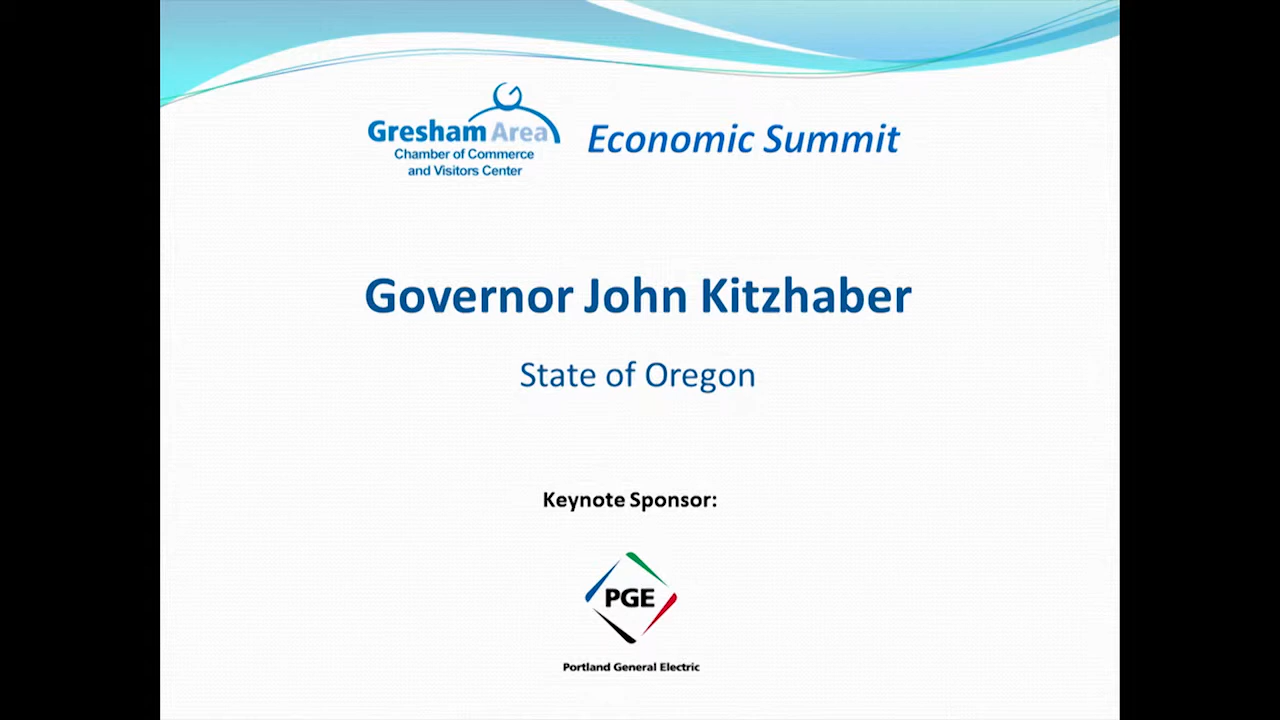 Gresham Area
Chamber of Commerce
and Visitors Center
Economic Summit
Governor John Kitzhaber
State of Oregon
Keynote Sponsor:
PGE
Portland General Electric